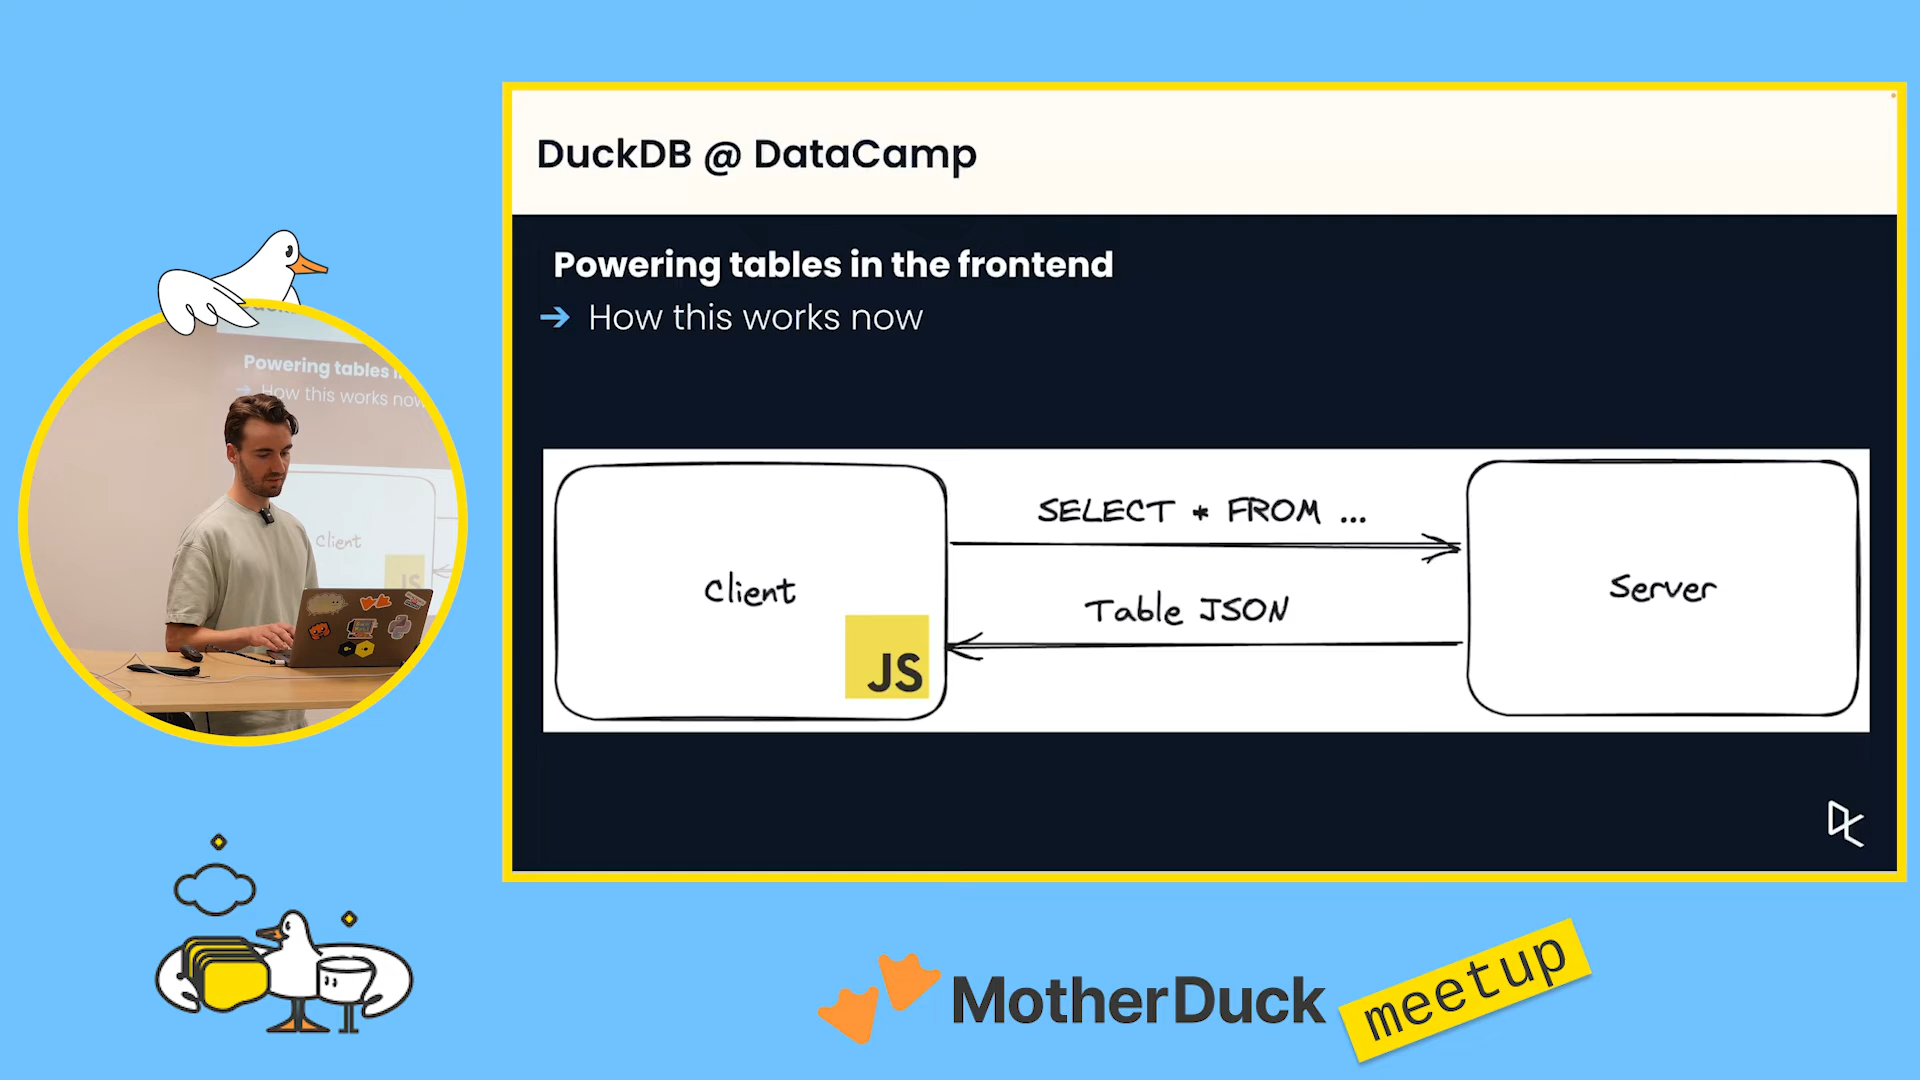 DuckDB @ DataCamp
Powering tables in the frontend
➔ How this works now
SELECT * FROM ...
Client
Table JSON
Server
JS
Powering tables i
How this works now
Client
JS
MotherDuck
meetup